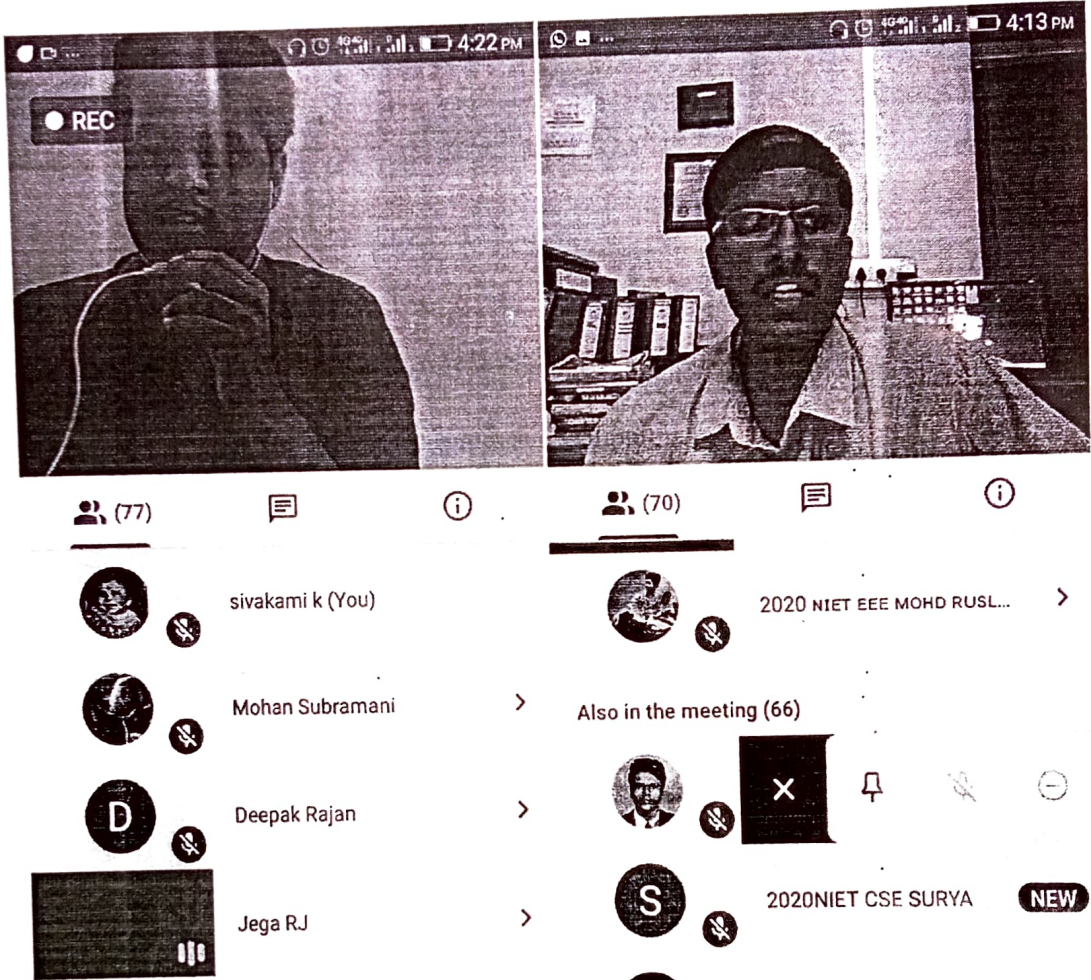 4:22 PM
REC
(77)
sivakami k (You)
Mohan Subramani
D
Deepak Rajan
Jega RJ
4:13 PM
(70)
2020 NIET EEE MOHD RUSL...
Also in the meeting (66)
S
2020NIET CSE SURYA
NEW